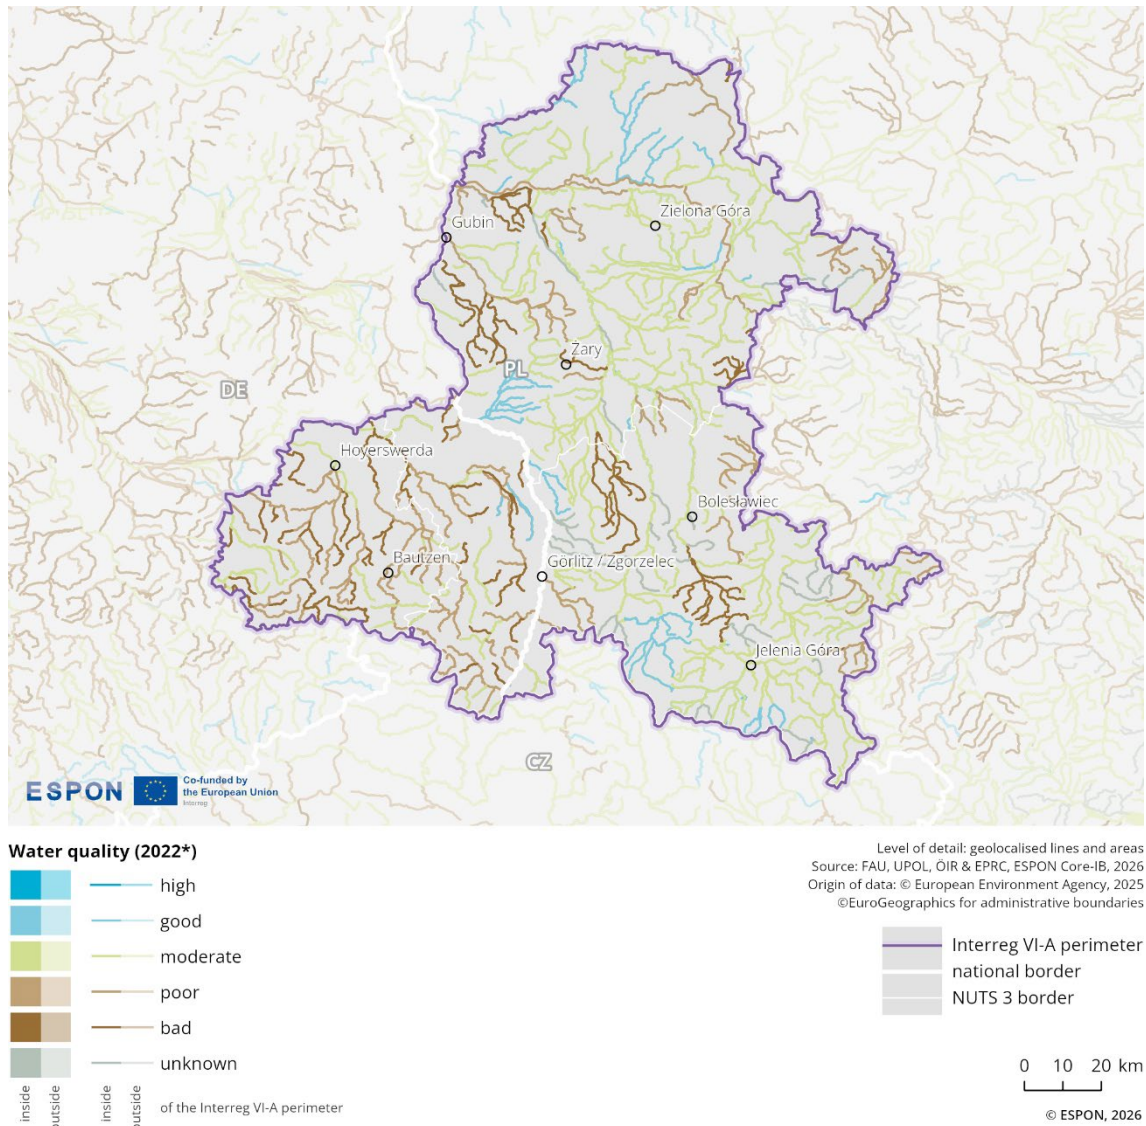 Gubin
Zielona Góra
Żary
PL
DE
Hoyerswerda
Bolesławiec
Bautzen
Görlitz / Zgorzelec
Jelenia Góra
CZ
ESPON
Co-funded by
the European Union
Interreg
Water quality (2022*)
high
good
moderate
poor
bad
unknown
inside
outside
inside
outside
of the Interreg VI-A perimeter
Level of detail: geolocalised lines and areas
Source: FAU, UPOL, ÖIR & EPRC, ESPON Core-IB, 2026
Origin of data: © European Environment Agency, 2025
©EuroGeographics for administrative boundaries
Interreg VI-A perimeter
national border
NUTS 3 border
0 10 20 km
© ESPON, 2026